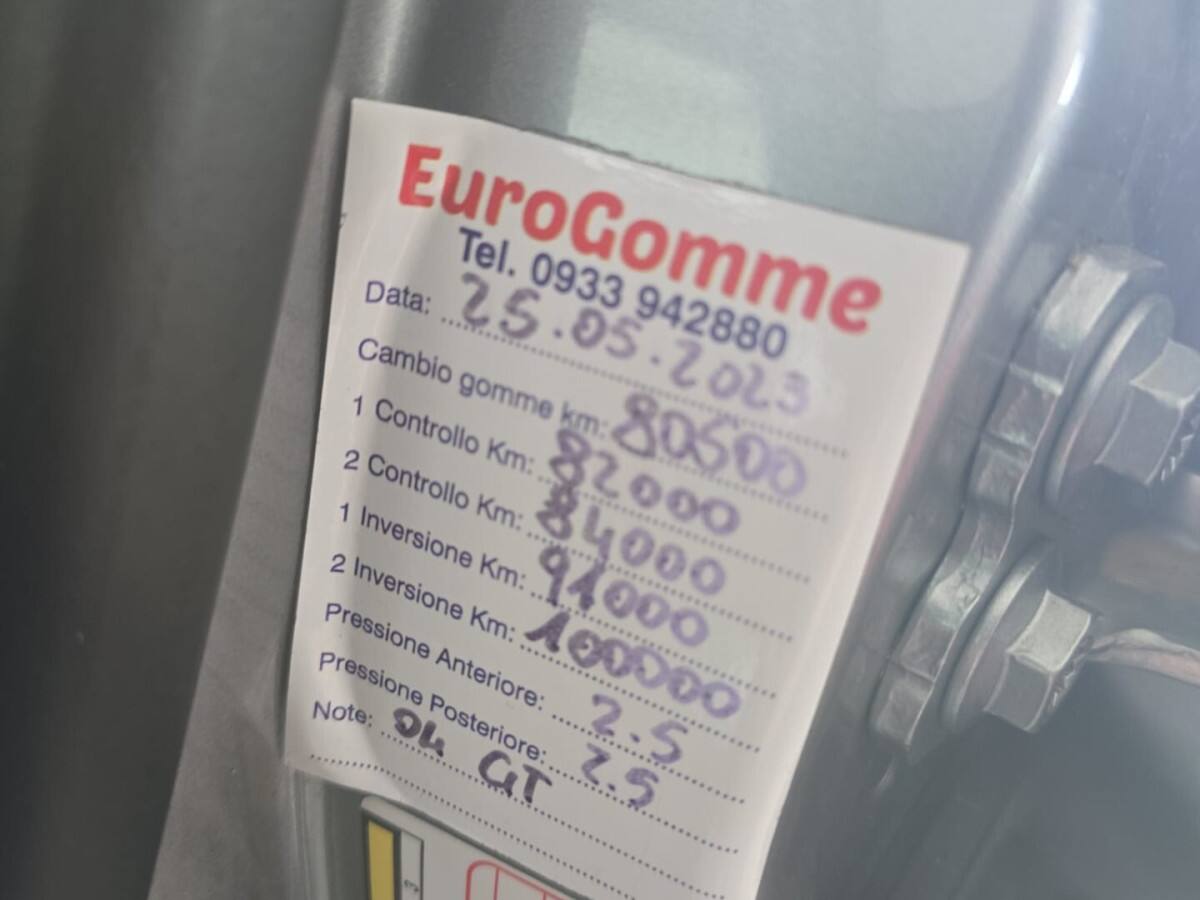 EuroGomme
Tel. 0933 942880
Data: 25.05.2023
Cambio gomme km: 80500
1 Controllo Km: 82000
2 Controllo Km: 84000
1 Inversione Km: 91000
2 Inversione Km: 100000
Pressione Anteriore: 2.5
Pressione Posteriore: 2.5
Note: 04 GT